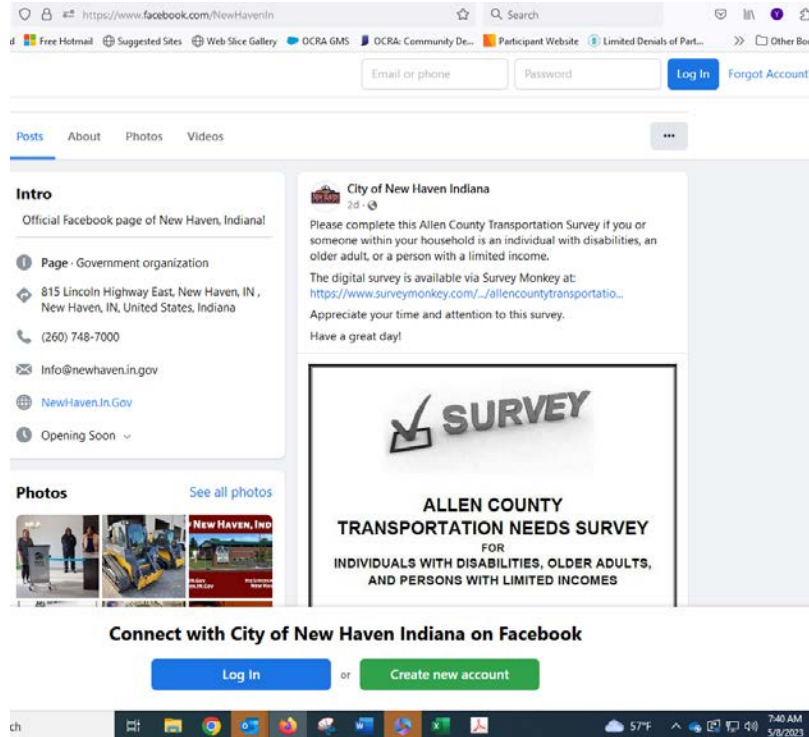 https://www.facebook.com/NewHavenIn
Search
Free Hotmail Suggested Sites Web Slice Gallery OCRA GMS OCRA: Community De... Participant Website Limited Denials of Part... Other Boo
Email or phone Password Log In Forgot Account
Posts About Photos Videos
Intro
Official Facebook page of New Haven, Indiana!
Page · Government organization
815 Lincoln Highway East, New Haven, IN ,
New Haven, IN, United States, Indiana
(260) 748-7000
Info@newhaven.in.gov
NewHaven.In.Gov
Opening Soon
Photos See all photos
NEW HAVEN, IND
City of New Haven Indiana
2d ·
Please complete this Allen County Transportation Survey if you or
someone within your household is an individual with disabilities, an
older adult, or a person with a limited income.
The digital survey is available via Survey Monkey at:
https://www.surveymonkey.com/.../allencountytransportatio...
Appreciate your time and attention to this survey.
Have a great day!
SURVEY
ALLEN COUNTY
TRANSPORTATION NEEDS SURVEY
FOR
INDIVIDUALS WITH DISABILITIES, OLDER ADULTS,
AND PERSONS WITH LIMITED INCOMES
Connect with City of New Haven Indiana on Facebook
Log In or Create new account
ch
57°F
7:40 AM
5/8/2023